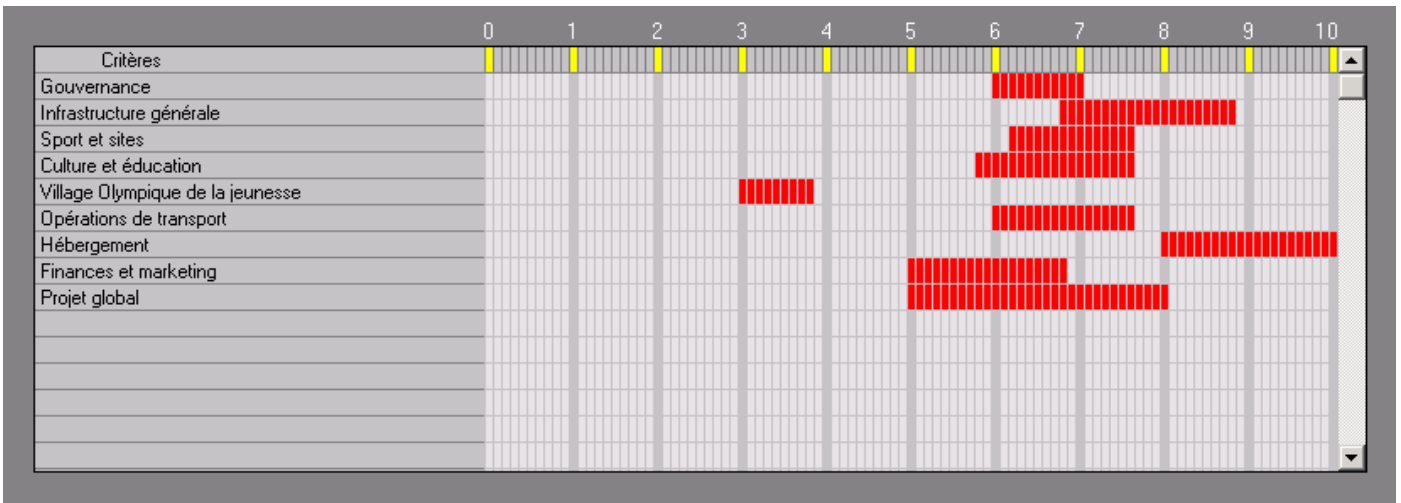 0 1 2 3 4 5 6 7 8 9 10
Critères
Gouvernance
Infrastructure générale
Sport et sites
Culture et éducation
Village Olympique de la jeunesse
Opérations de transport
Hébergement
Finances et marketing
Projet global